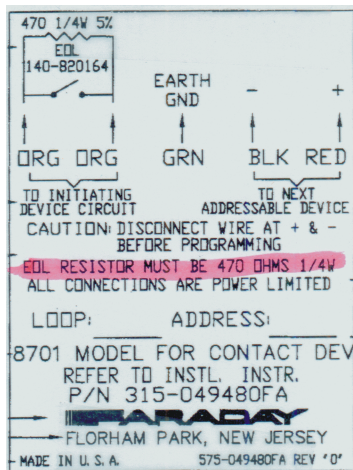 470 1/4W 5%
EOL
140-820164
EARTH
GND
- +
ORG ORG GRN BLK RED
TO INITIATING
DEVICE CIRCUIT
TO NEXT
ADDRESSABLE DEVICE
CAUTION: DISCONNECT WIRE AT + & -
BEFORE PROGRAMMING
EOL RESISTOR MUST BE 470 OHMS 1/4W
ALL CONNECTIONS ARE POWER LIMITED
LOOP: ADDRESS:
8701 MODEL FOR CONTACT DEV
REFER TO INSTL. INSTR.
P/N 315-049480FA
FARADAY
FLORHAM PARK, NEW JERSEY
MADE IN U.S.A. 575-049480FA REV "0"